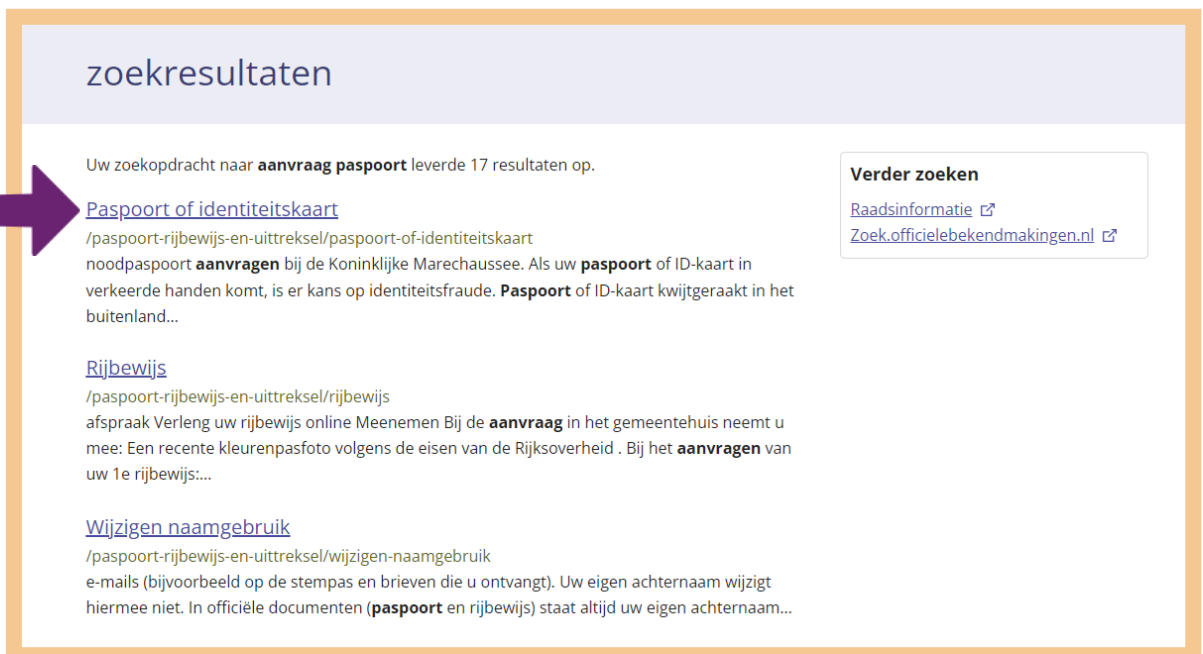 zoekresultaten
Uw zoekopdracht naar aanvraag paspoort leverde 17 resultaten op.
Paspoort of identiteitskaart
/paspoort-rijbewijs-en-uittreksel/paspoort-of-identiteitskaart
noodpaspoort aanvragen bij de Koninklijke Marechaussee. Als uw paspoort of ID-kaart in
verkeerde handen komt, is er kans op identiteitsfraude. Paspoort of ID-kaart kwijtgeraakt in het
buitenland...
Rijbewijs
/paspoort-rijbewijs-en-uittreksel/rijbewijs
afspraak Verleng uw rijbewijs online Meenemen Bij de aanvraag in het gemeentehuis neemt u
mee: Een recente kleurenpasfoto volgens de eisen van de Rijksoverheid . Bij het aanvragen van
uw 1e rijbewijs:...
Wijzigen naamgebruik
/paspoort-rijbewijs-en-uittreksel/wijzigen-naamgebruik
e-mails (bijvoorbeeld op de stempas en brieven die u ontvangt). Uw eigen achternaam wijzigt
hiermee niet. In officiële documenten (paspoort en rijbewijs) staat altijd uw eigen achternaam...
Verder zoeken
Raadsinformatie
Zoek.officielebekendmakingen.nl